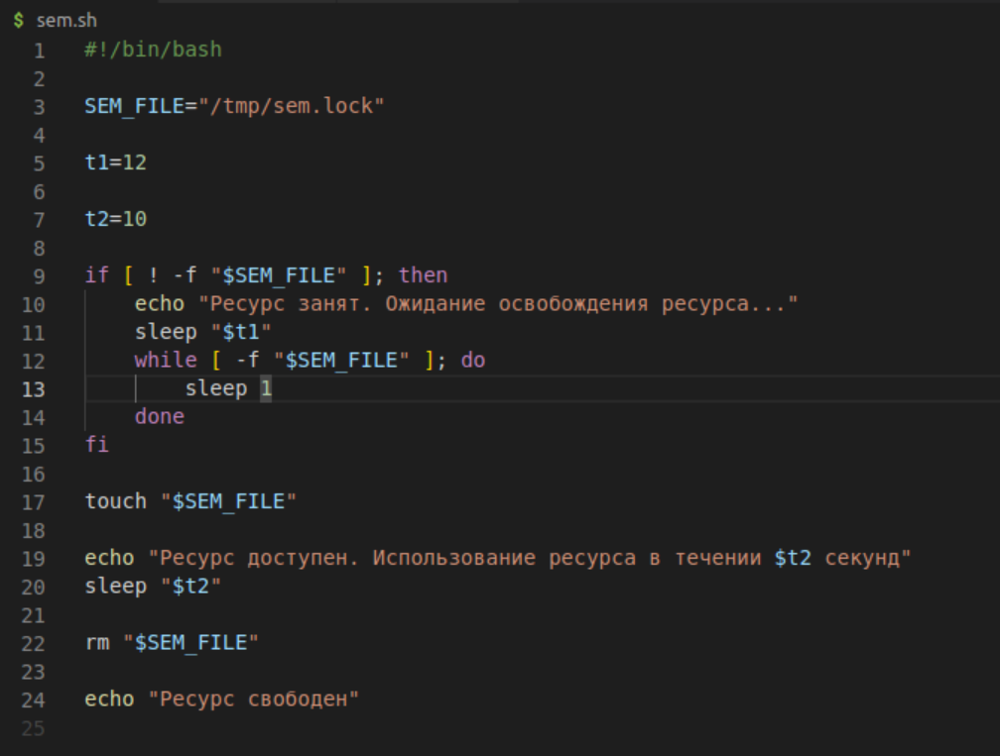 $ sem.sh
1 #!/bin/bash
2
3 SEM_FILE="/tmp/sem.lock"
4
5 t1=12
6
7 t2=10
8
9 if [ ! -f "$SEM_FILE" ]; then
10 echo "Ресурс занят. Ожидание освобождения ресурса..."
11 sleep "$t1"
12 while [ -f "$SEM_FILE" ]; do
13 sleep 1
14 done
15 fi
16
17 touch "$SEM_FILE"
18
19 echo "Ресурс доступен. Использование ресурса в течении $t2 секунд"
20 sleep "$t2"
21
22 rm "$SEM_FILE"
23
24 echo "Ресурс свободен"
25